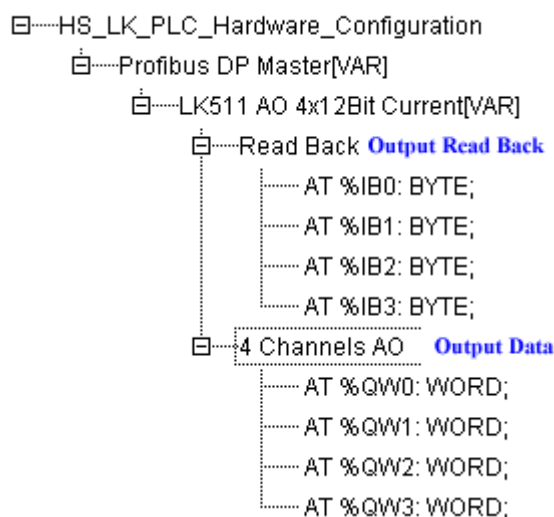 HS_LK_PLC_Hardware_Configuration
Profibus DP Master[VAR]
LK511 AO 4x12Bit Current[VAR]
Read Back Output Read Back
AT %IB0: BYTE;
AT %IB1: BYTE;
AT %IB2: BYTE;
AT %IB3: BYTE;
4 Channels AO Output Data
AT %QW0: WORD;
AT %QW1: WORD;
AT %QW2: WORD;
AT %QW3: WORD;